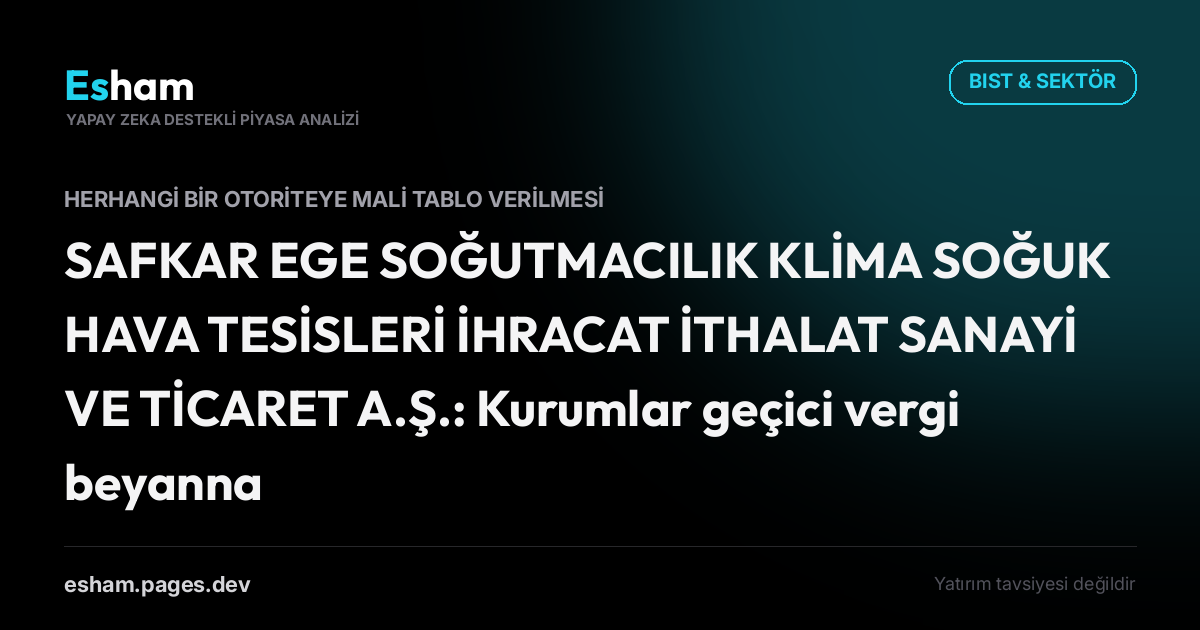 Esham
BIST & SEKTÖR
YAPAY ZEKA DESTEKLİ PİYASA ANALİZİ
HERHANGİ BİR OTORİTEYE MALİ TABLO VERİLMESİ
SAFKAR EGE SOĞUTMACILIK KLİMA SOĞUK
HAVA TESİSLERİ İHRACAT İTHALAT SANAYİ
VE TİCARET A.Ş.: Kurumlar geçici vergi
beyanna
esham.pages.dev
Yatırım tavsiyesi değildir